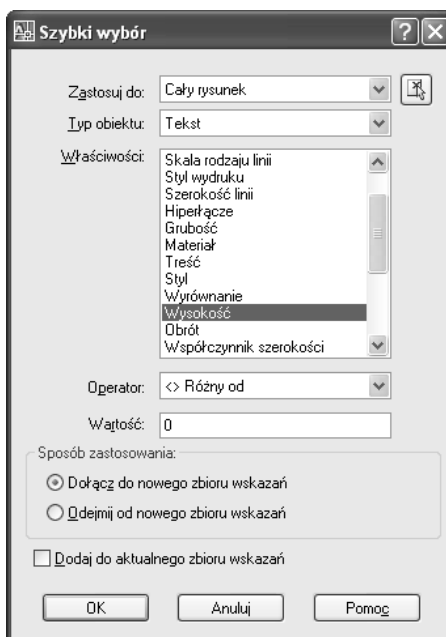 Szybki wybór
Zastosuj do: Cały rysunek
Typ obiektu: Tekst
Właściwości:
Skala rodzaju linii
Styl wydruku
Szerokość linii
Hiperłącze
Grubość
Materiał
Treść
Styl
Wyrównanie
Wysokość
Obrót
Współczynnik szerokości
Operator: <> Różny od
Wartość: 0
Sposób zastosowania:
Dołącz do nowego zbioru wskazań
Odejmij od nowego zbioru wskazań
Dodaj do aktualnego zbioru wskazań
OK Anuluj Pomoc